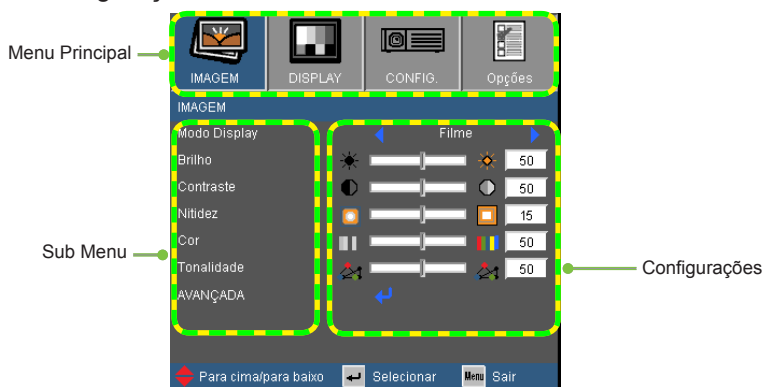 Menu Principal
IMAGEM DISPLAY CONFIG. Opções
IMAGEM
Modo Display Filme
Brilho 50
Contraste 50
Nitidez 15
Cor 50
Sub Menu
Tonalidade 50
Configurações
AVANÇADA
Para cima/para baixo Selecionar Menu Sair